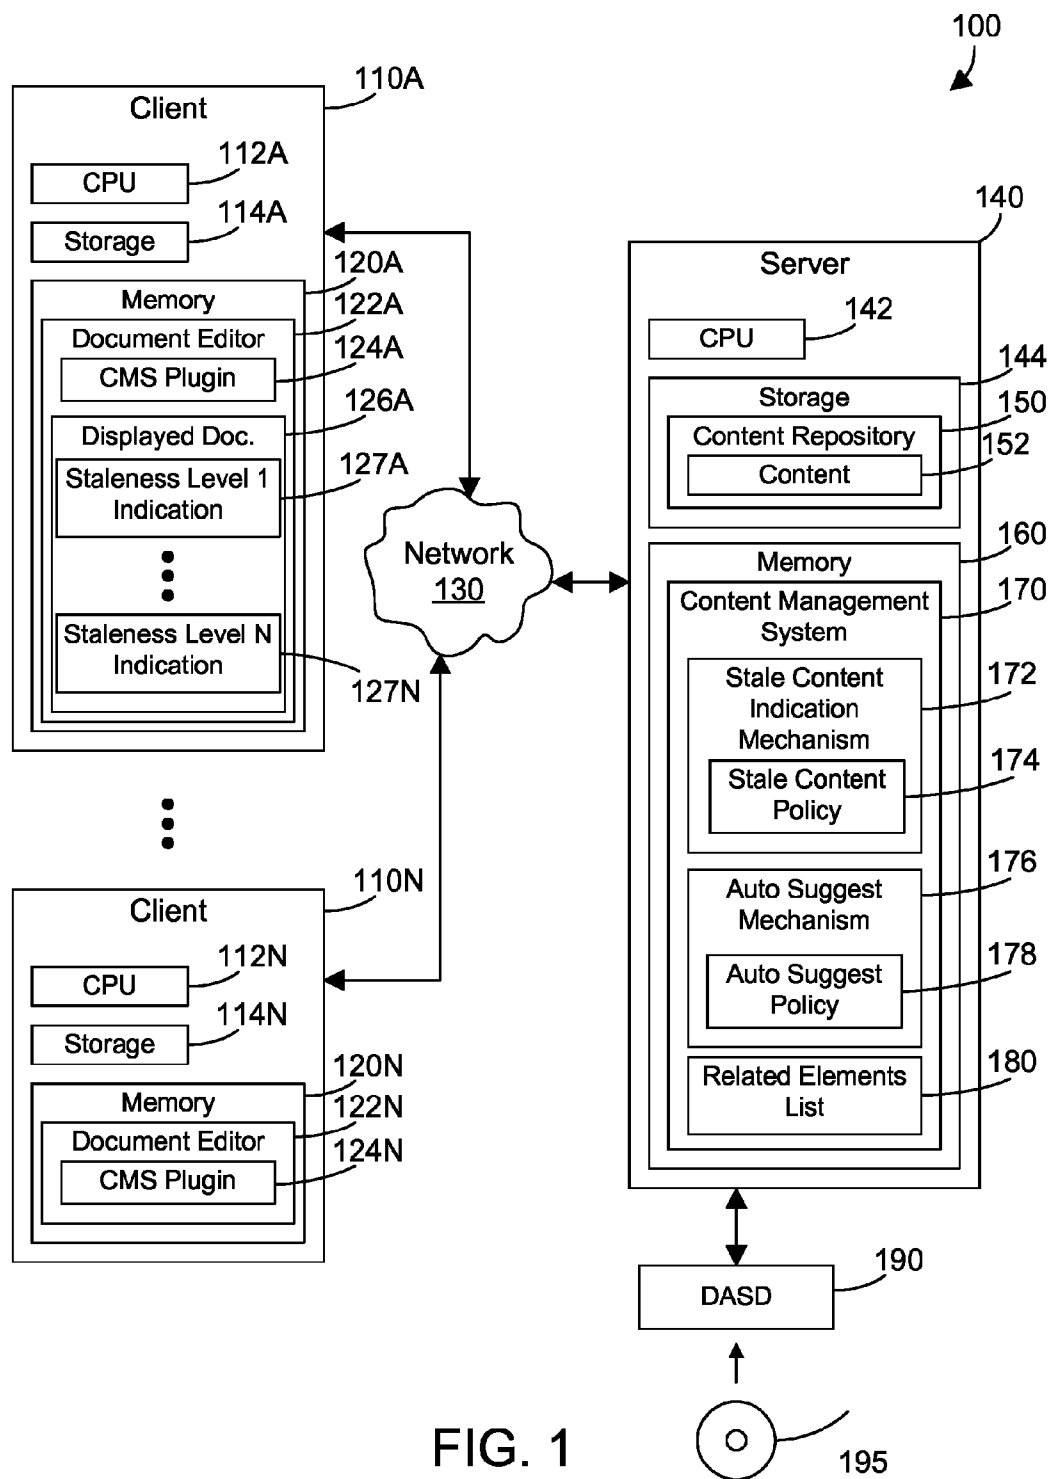 100
110A
Client
112A
CPU
114A
Storage
120A
Memory
122A
Document Editor
124A
CMS Plugin
126A
Displayed Doc.
127A
Staleness Level 1
Indication
Staleness Level N
Indication
127N
110N
Client
112N
CPU
114N
Storage
120N
Memory
122N
Document Editor
124N
CMS Plugin
Network
130
140
Server
142
CPU
144
Storage
150
Content Repository
152
Content
160
Memory
170
Content Management
System
172
Stale Content
Indication
Mechanism
174
Stale Content
Policy
176
Auto Suggest
Mechanism
178
Auto Suggest
Policy
180
Related Elements
List
190
DASD
195
FIG. 1